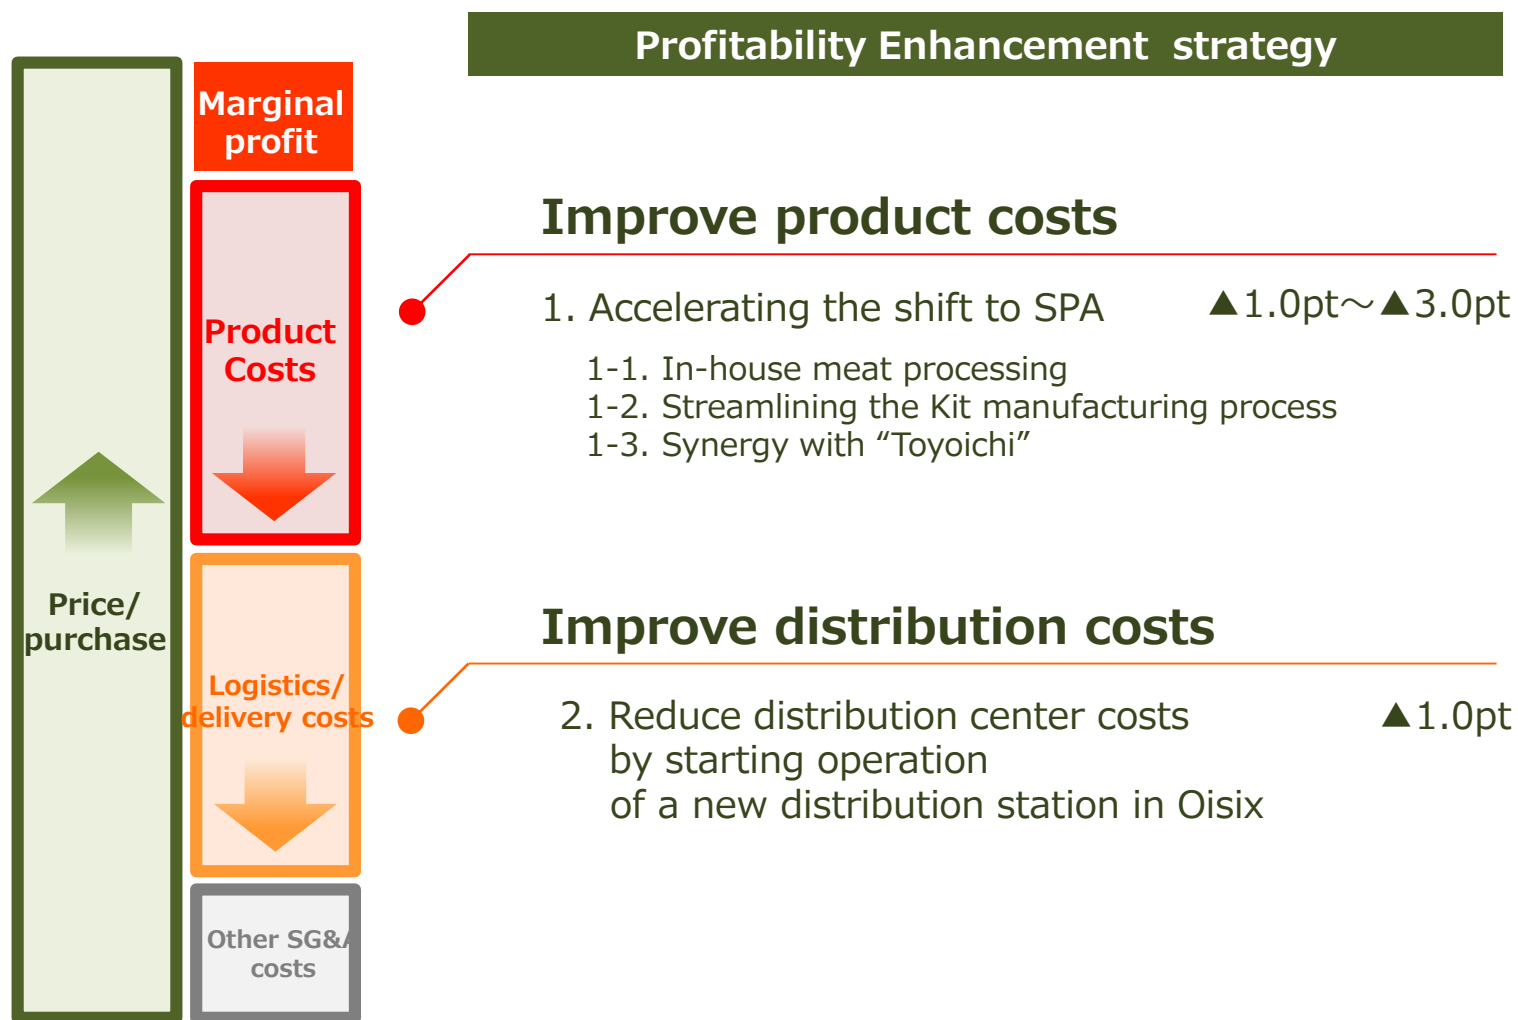 Profitability Enhancement strategy
Marginal
profit
Product
Costs
Price/
purchase
Logistics/
delivery costs
Other SG&A
costs
Improve product costs
1. Accelerating the shift to SPA ▲1.0pt～▲3.0pt
1-1. In-house meat processing
1-2. Streamlining the Kit manufacturing process
1-3. Synergy with “Toyoichi”
Improve distribution costs
2. Reduce distribution center costs ▲1.0pt
by starting operation
of a new distribution station in Oisix